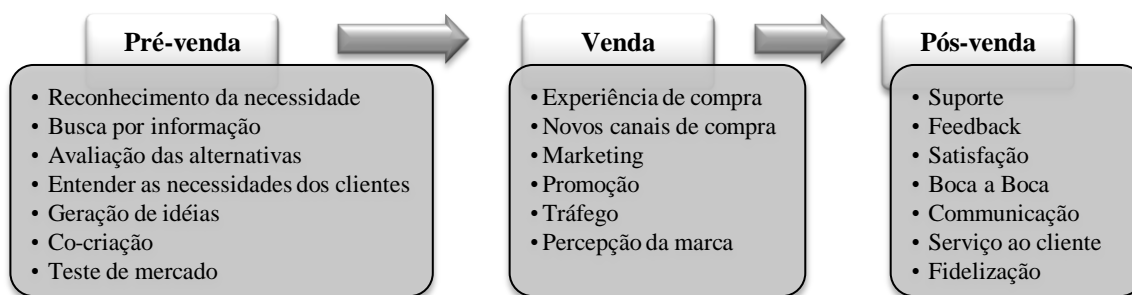 Pré-venda
• Reconhecimento da necessidade
• Busca por informação
• Avaliação das alternativas
• Entender as necessidades dos clientes
• Geração de idéias
• Co-criação
• Teste de mercado
Venda
• Experiência de compra
• Novos canais de compra
• Marketing
• Promoção
• Tráfego
• Percepção da marca
Pós-venda
• Suporte
• Feedback
• Satisfação
• Boca a Boca
• Communicação
• Serviço ao cliente
• Fidelização